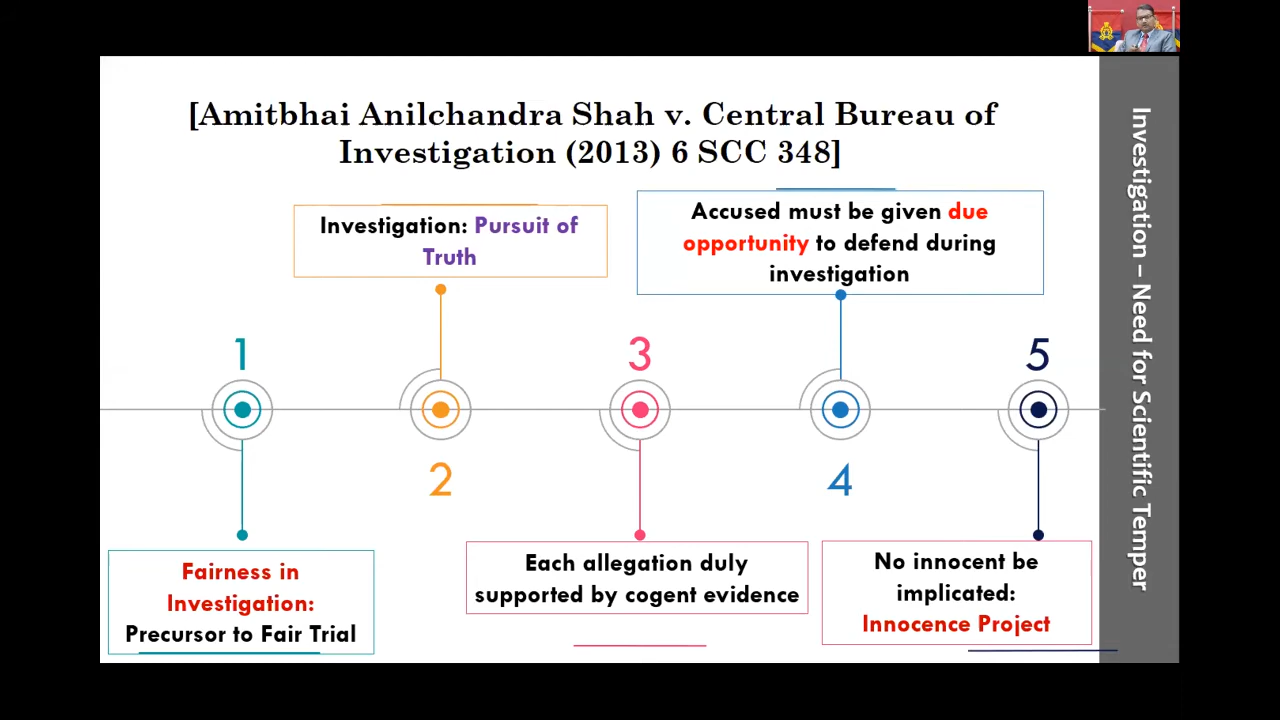 [Amitbhai Anilchandra Shah v. Central Bureau of
Investigation (2013) 6 SCC 348]
1
Fairness in
Investigation:
Precursor to Fair Trial
Investigation: Pursuit of
Truth
2
3
Each allegation duly
supported by cogent evidence
Accused must be given due
opportunity to defend during
investigation
4
5
No innocent be
implicated:
Innocence Project
Investigation – Need for Scientific Temper